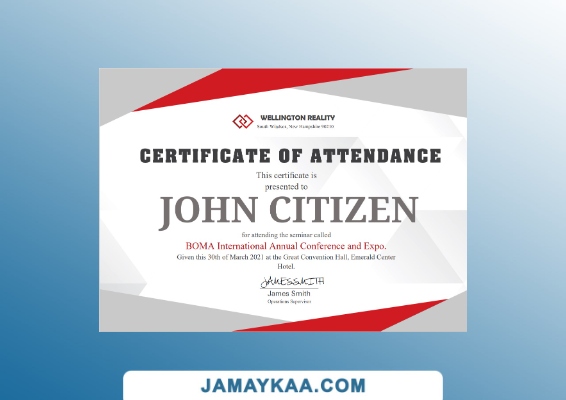 WELLINGTON REALITY
South Windham, New Hampshire 00210
CERTIFICATE OF ATTENDANCE
This certificate is
presented to
JOHN CITIZEN
for attending the seminar called
BOMA International Annual Conference and Expo.
Given this 30th of March 2021 at the Great Convention Hall, Emerald Center
Hotel.
JAMESSMITH
James Smith
Operations Supervisor
JAMAYKAA.COM